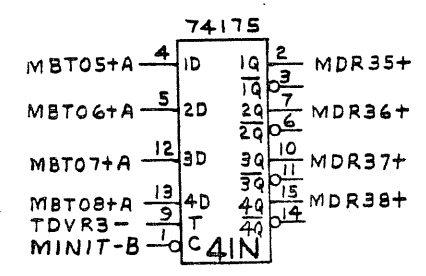 74175
MBT05+A 4 1D 1Q 2 MDR35+
1Q 3
MBT06+A 5 2D 2Q 7 MDR36+
2Q 6
MBT07+A 12 3D 3Q 10 MDR37+
3Q 11
MBT08+A 13 4D 4Q 15 MDR38+
TDVR3- 9 T 4Q 14
MINIT-B 1 C 41N